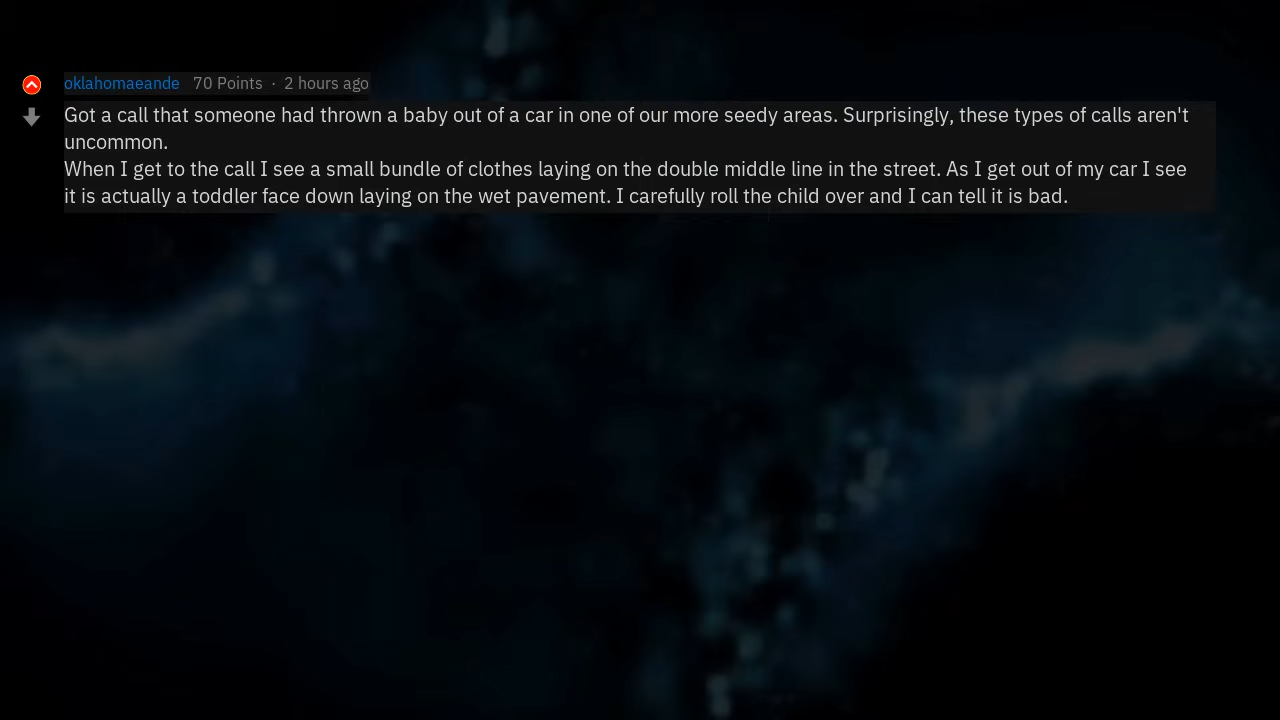 oklahomaeande 70 Points · 2 hours ago
Got a call that someone had thrown a baby out of a car in one of our more seedy areas. Surprisingly, these types of calls aren't
uncommon.
When I get to the call I see a small bundle of clothes laying on the double middle line in the street. As I get out of my car I see
it is actually a toddler face down laying on the wet pavement. I carefully roll the child over and I can tell it is bad.